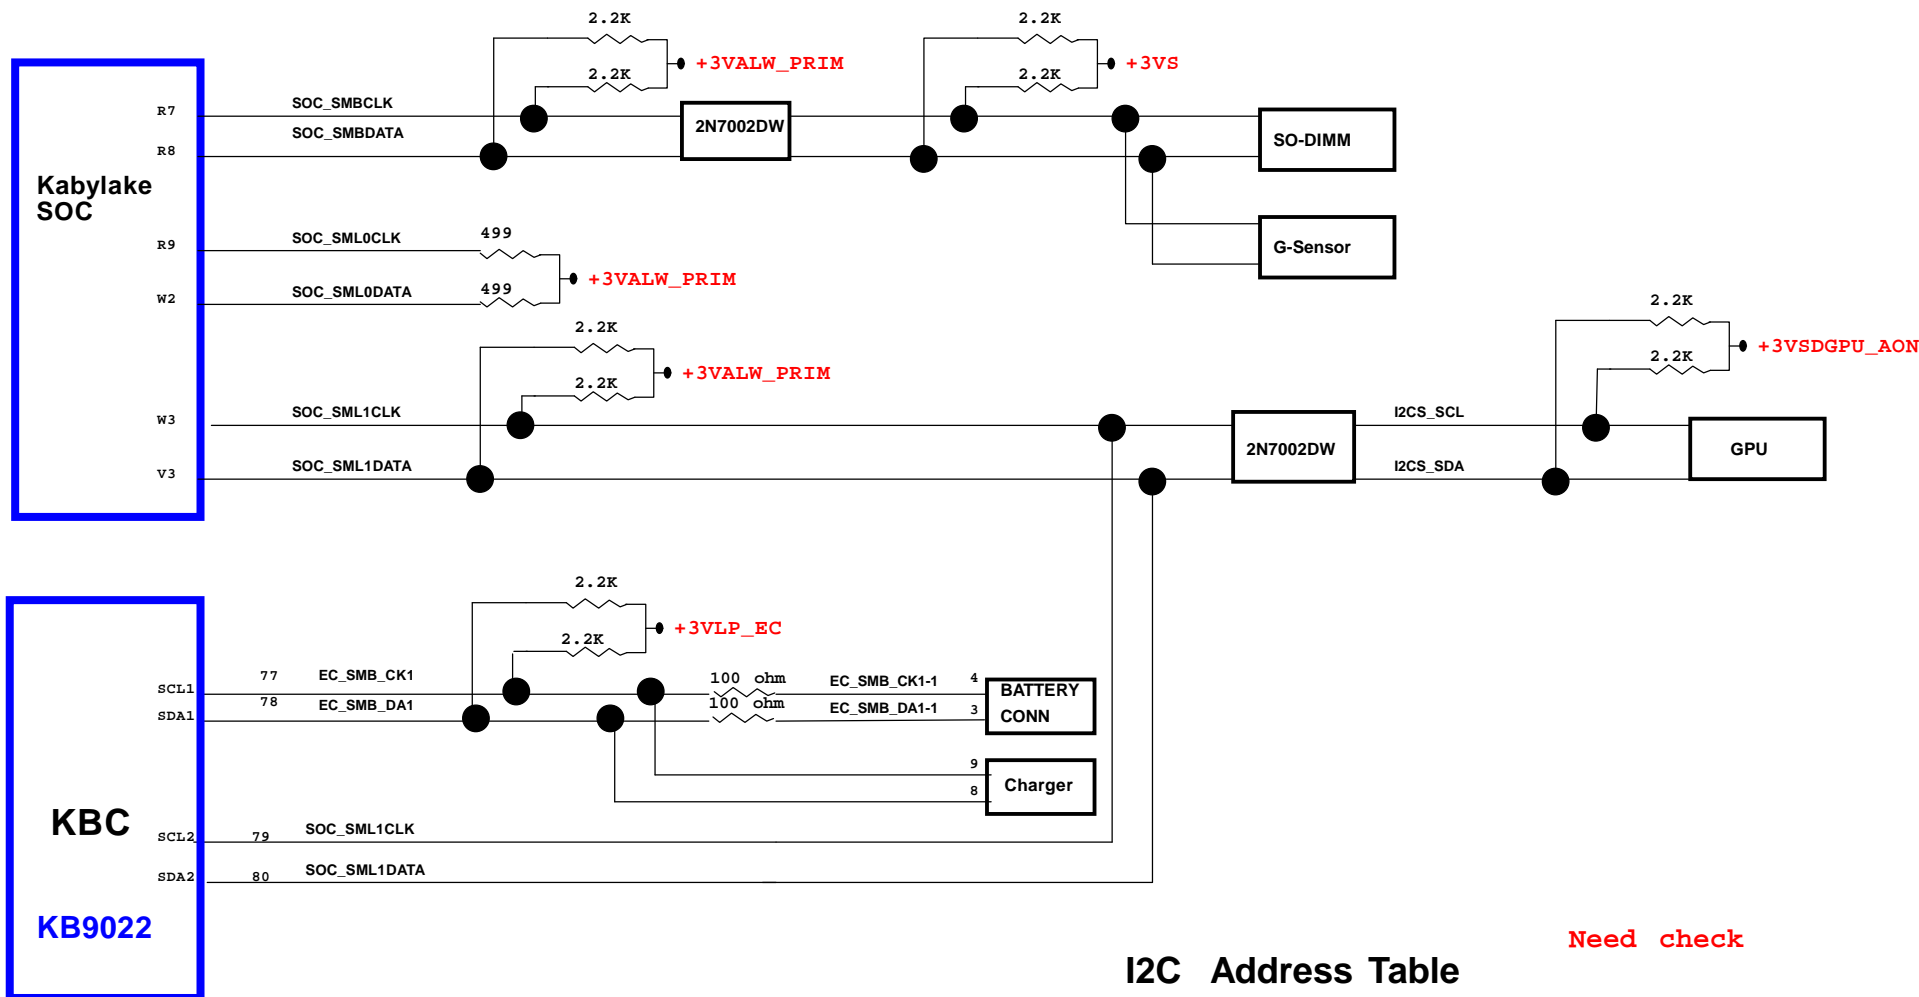 2.2K
2.2K
+3VALW_PRIM
2.2K
2.2K
+3VS
R7
SOC_SMBCLK
SOC_SMBDATA
R8
2N7002DW
SO-DIMM
Kabylake
SOC
G-Sensor
R9
SOC_SML0CLK
499
+3VALW_PRIM
W2
SOC_SML0DATA
499
2.2K
2.2K
+3VALW_PRIM
2.2K
2.2K
+3VSDGPU_AON
W3
SOC_SML1CLK
V3
SOC_SML1DATA
2N7002DW
I2CS_SCL
I2CS_SDA
GPU
2.2K
2.2K
+3VLP_EC
SCL1
77
EC_SMB_CK1
100 ohm
EC_SMB_CK1-1
4
SDA1
78
EC_SMB_DA1
100 ohm
EC_SMB_DA1-1
3
BATTERY
CONN
9
8
Charger
KBC
SCL2
79
SOC_SML1CLK
SDA2
80
SOC_SML1DATA
KB9022
Need check
I2C Address Table